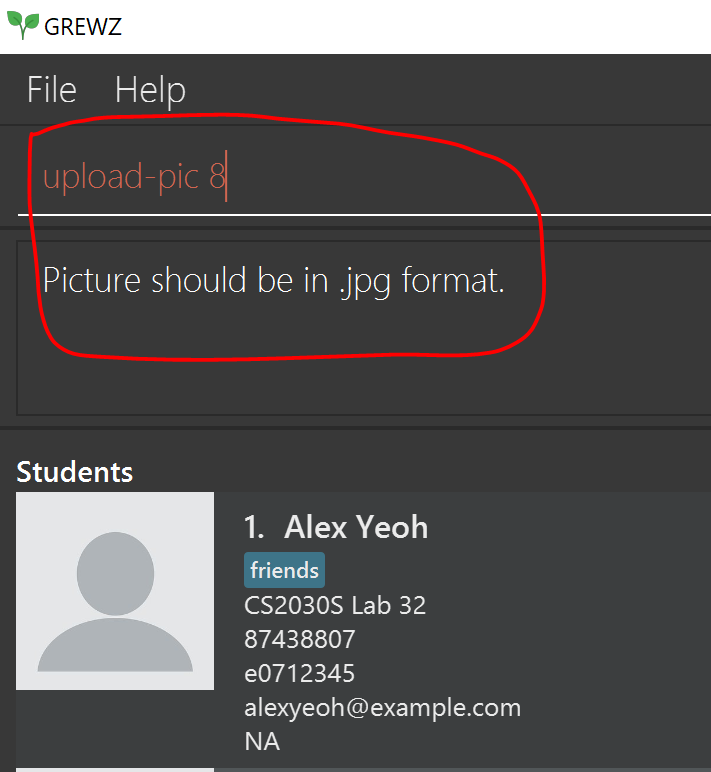 GREWZ
File Help
upload-pic 8
Picture should be in .jpg format.
Students
1. Alex Yeoh
friends
CS2030S Lab 32
87438807
e0712345
alexyeoh@example.com
NA